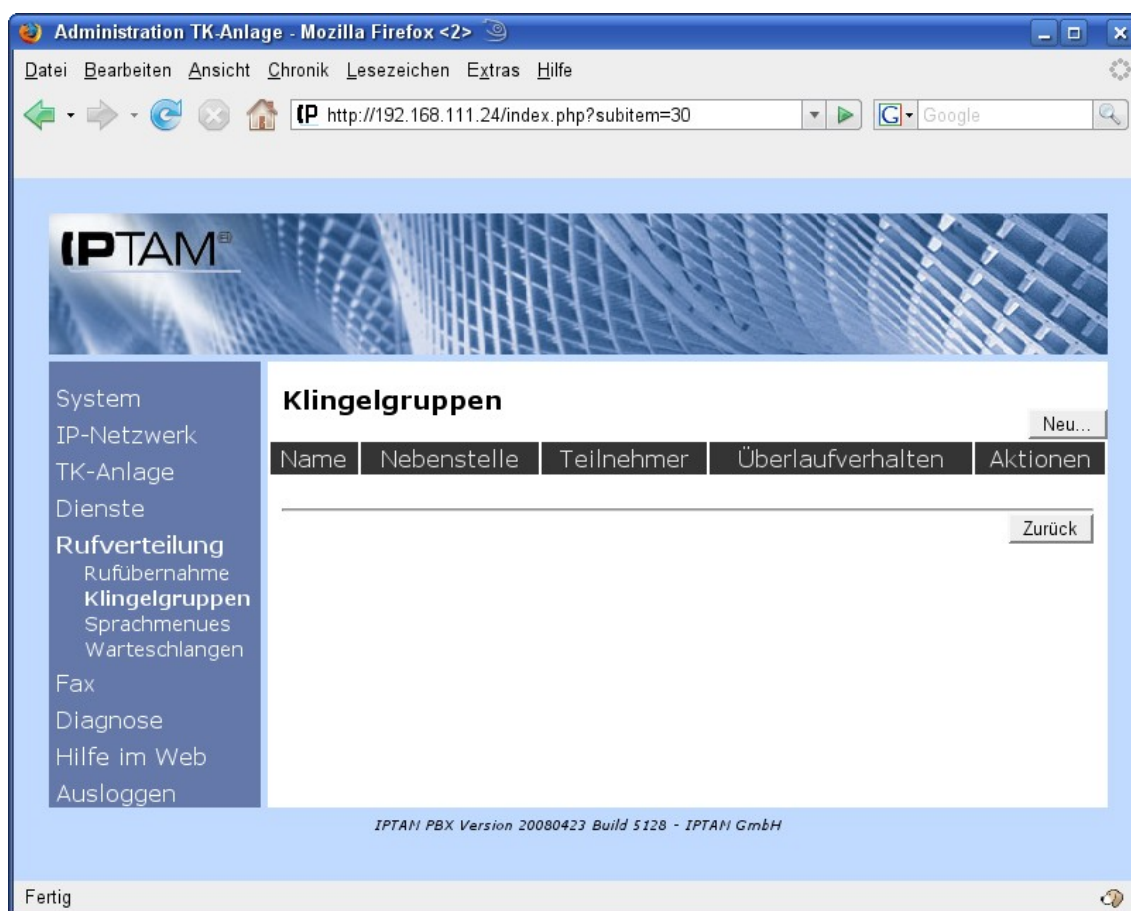 Administration TK-Anlage - Mozilla Firefox <2>
Datei Bearbeiten Ansicht Chronik Lesezeichen Extras Hilfe
(P http://192.168.111.24/index.php?subitem=30 G Google
(PTAM®
System
IP-Netzwerk
TK-Anlage
Dienste
Rufverteilung
Rufübernahme
Klingelgruppen
Sprachmenues
Warteschlangen
Fax
Diagnose
Hilfe im Web
Ausloggen
Klingelgruppen
Neu...
Name Nebenstelle Teilnehmer Überlaufverhalten Aktionen
Zurück
IPTAM PBX Version 20080423 Build 5128 - IPTAM GmbH
Fertig